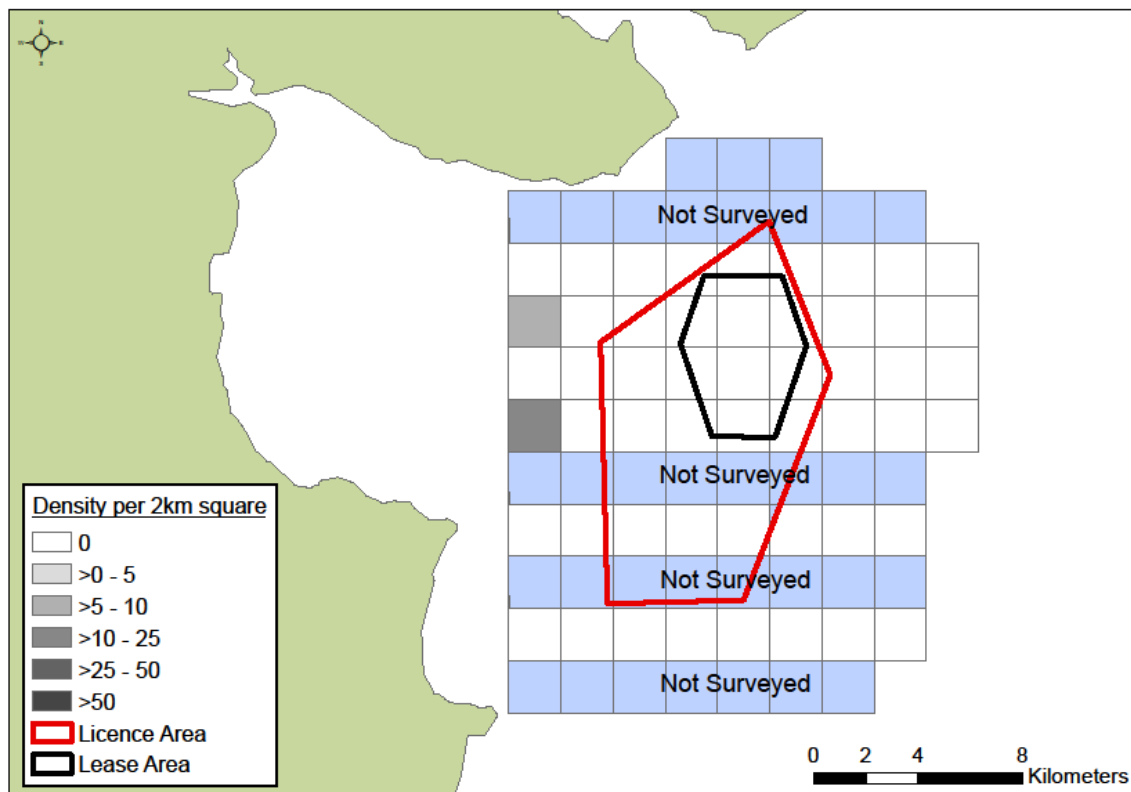 N
W E
S
Not Surveyed
Not Surveyed
Not Surveyed
Not Surveyed
Density per 2km square
0
>0 - 5
>5 - 10
>10 - 25
>25 - 50
>50
Licence Area
Lease Area
0 2 4 8
Kilometers